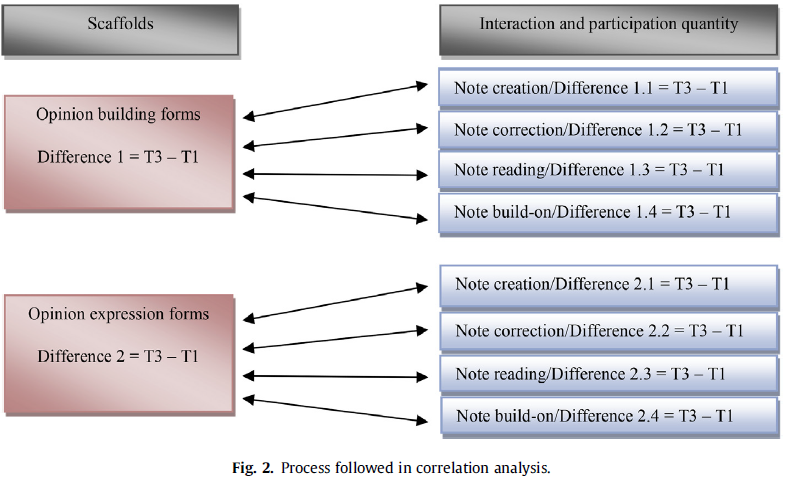 Scaffolds
Interaction and participation quantity
Opinion building forms
Difference 1 = T3 – T1
Note creation/Difference 1.1 = T3 – T1
Note correction/Difference 1.2 = T3 – T1
Note reading/Difference 1.3 = T3 – T1
Note build-on/Difference 1.4 = T3 – T1
Opinion expression forms
Difference 2 = T3 – T1
Note creation/Difference 2.1 = T3 – T1
Note correction/Difference 2.2 = T3 – T1
Note reading/Difference 2.3 = T3 – T1
Note build-on/Difference 2.4 = T3 – T1
Fig. 2. Process followed in correlation analysis.